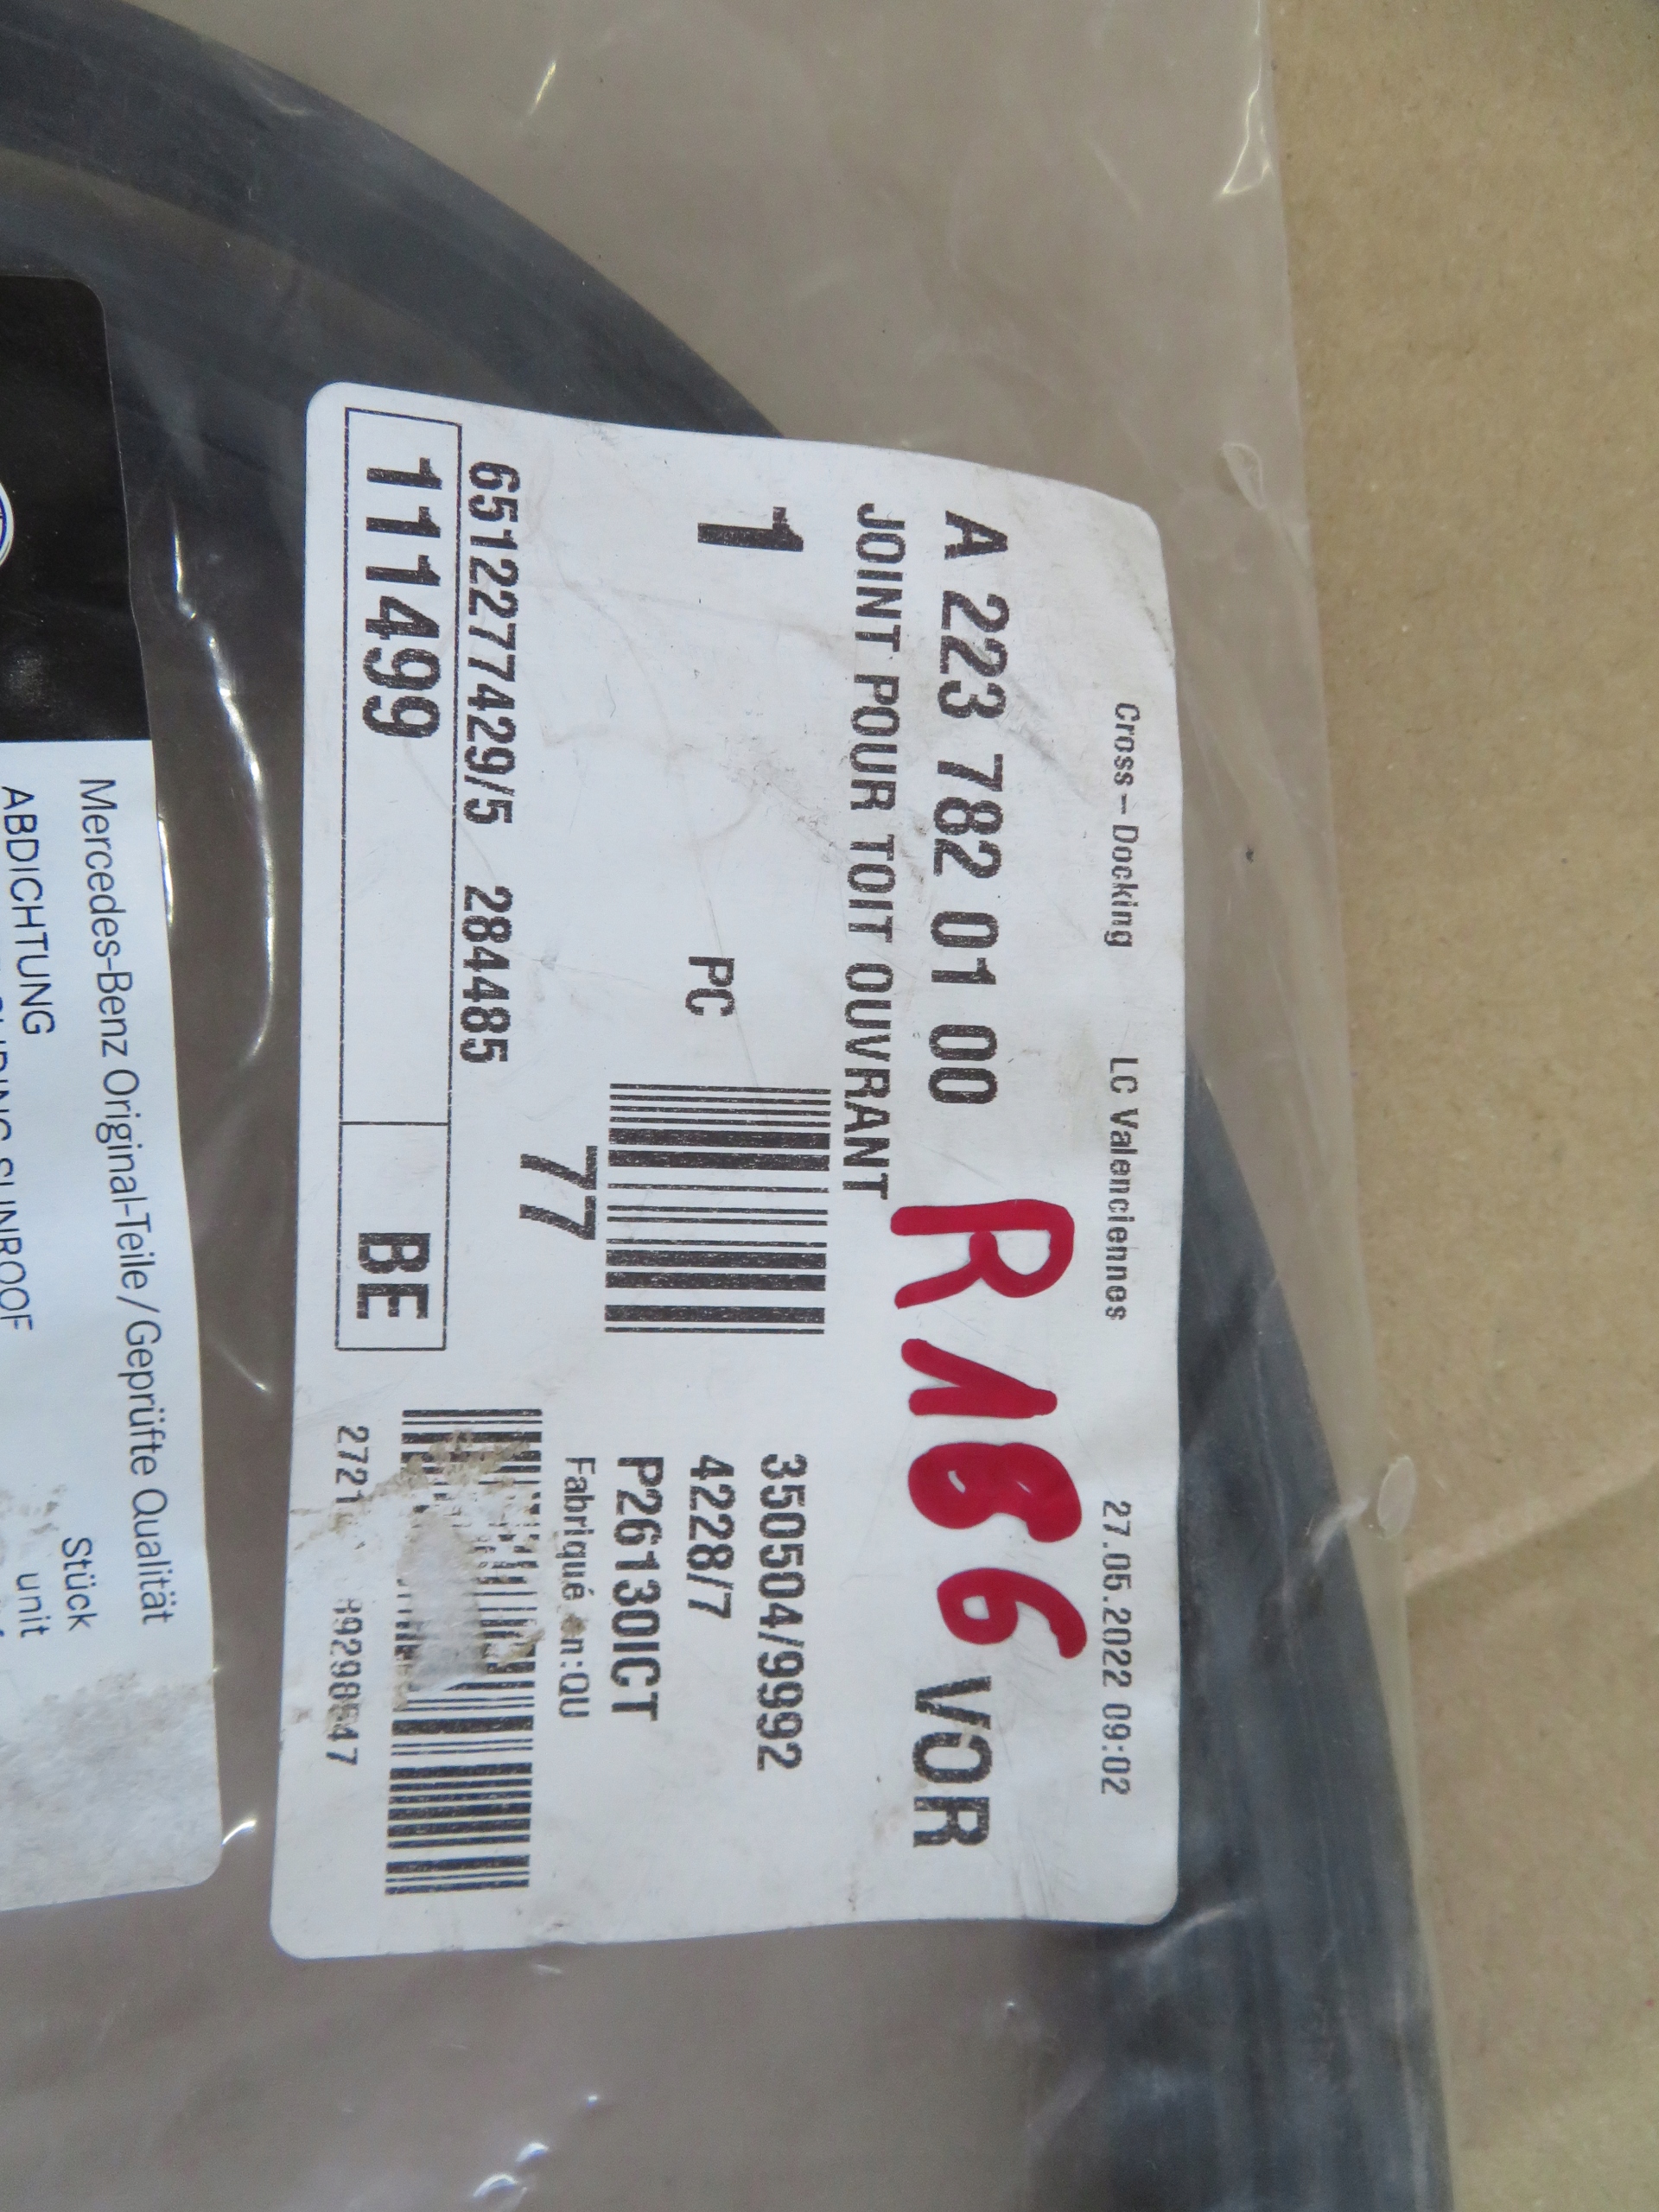 Cross – Docking LC Valenciennes 27.05.2022 09:02
A 223 782 01 00 VOR
R186
JOINT POUR TOIT OUVRANT
1 PC
350504/9992
4228/7
P26130ICT
77
Fabriqué en:QU
6512277429/5 284485
111499 BE
Mercedes-Benz Original-Teile/Geprüfte Qualität
ABDICHTUNG Stück
SUNROOF unit